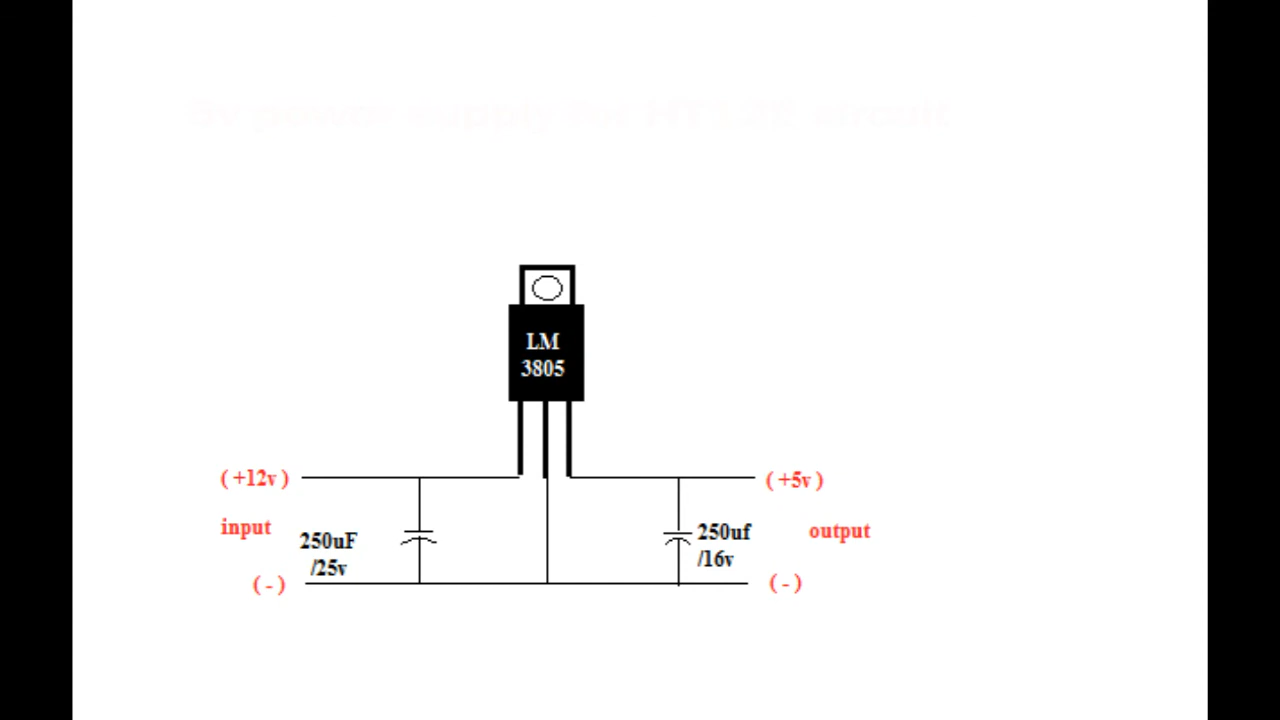 LM
3805
( +12v )
( +5v )
input
250uF
/25v
250uf
/16v
output
( - )
( - )